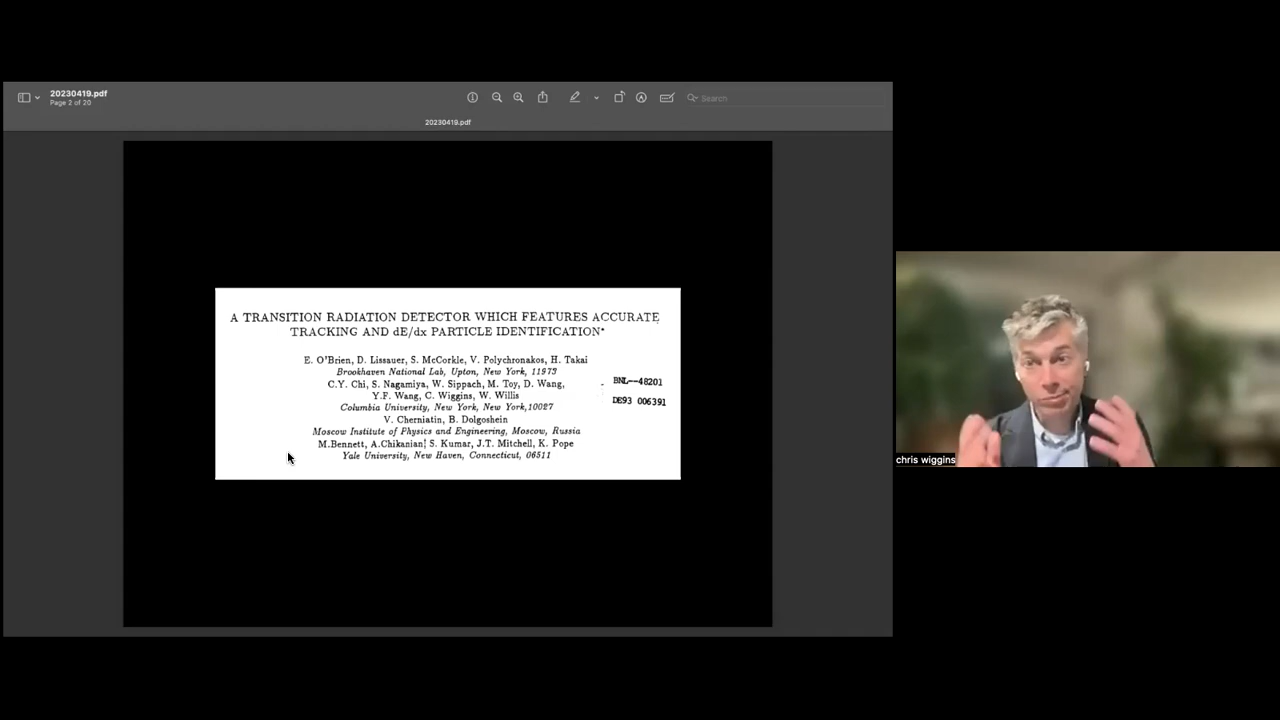 20230419.pdf
Page 2 of 20
Search
20230419.pdf
A TRANSITION RADIATION DETECTOR WHICH FEATURES ACCURATE
TRACKING AND dE/dx PARTICLE IDENTIFICATION*
E. O'Brien, D. Lissauer, S. McCorkle, V. Polychronakos, H. Takai
Brookhaven National Lab, Upton, New York, 11973
C.Y. Chi, S. Nagamiya, W. Sippach, M. Toy, D. Wang,
Y.F. Wang, C. Wiggins, W. Willis
Columbia University, New York, New York,10027
V. Cherniatin, B. Dolgoshein
Moscow Institute of Physics and Engineering, Moscow, Russia
M.Bennett, A.Chikanian, S. Kumar, J.T. Mitchell, K. Pope
Yale University, New Haven, Connecticut, 06511
BNL--48201
DE93 006391
chris wiggins